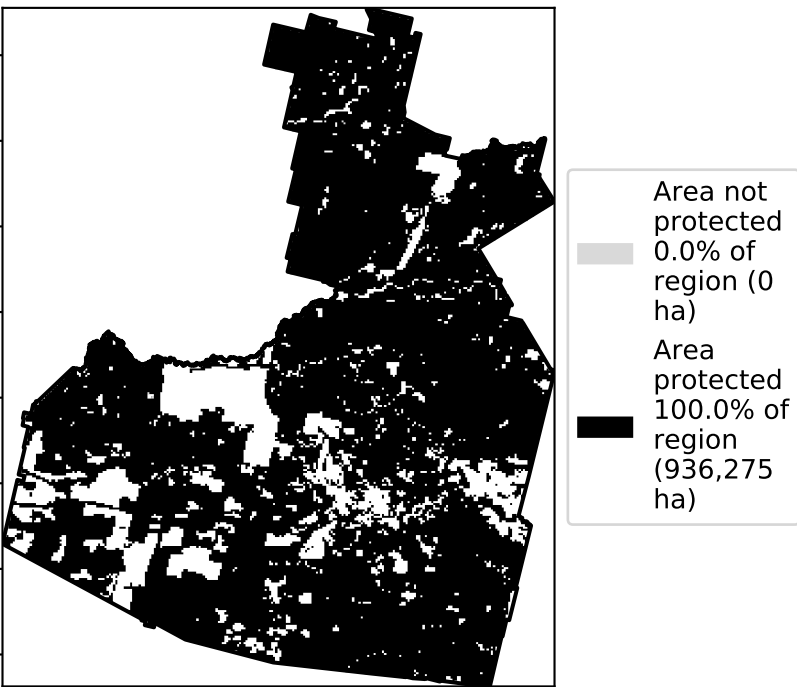 Area not
protected
0.0% of
region (0
ha)
Area
protected
100.0% of
region
(936,275
ha)